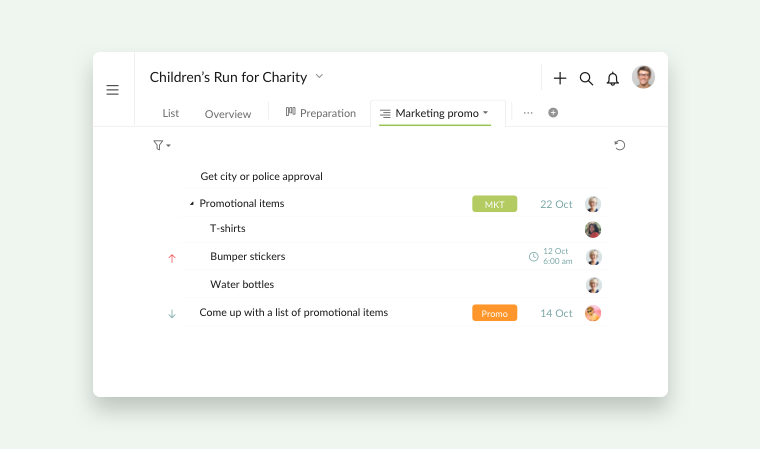 Children's Run for Charity
List Overview Preparation Marketing promo
Get city or police approval
Promotional items MKT 22 Oct
T-shirts
Bumper stickers 12 Oct
6:00 am
Water bottles
Come up with a list of promotional items Promo 14 Oct